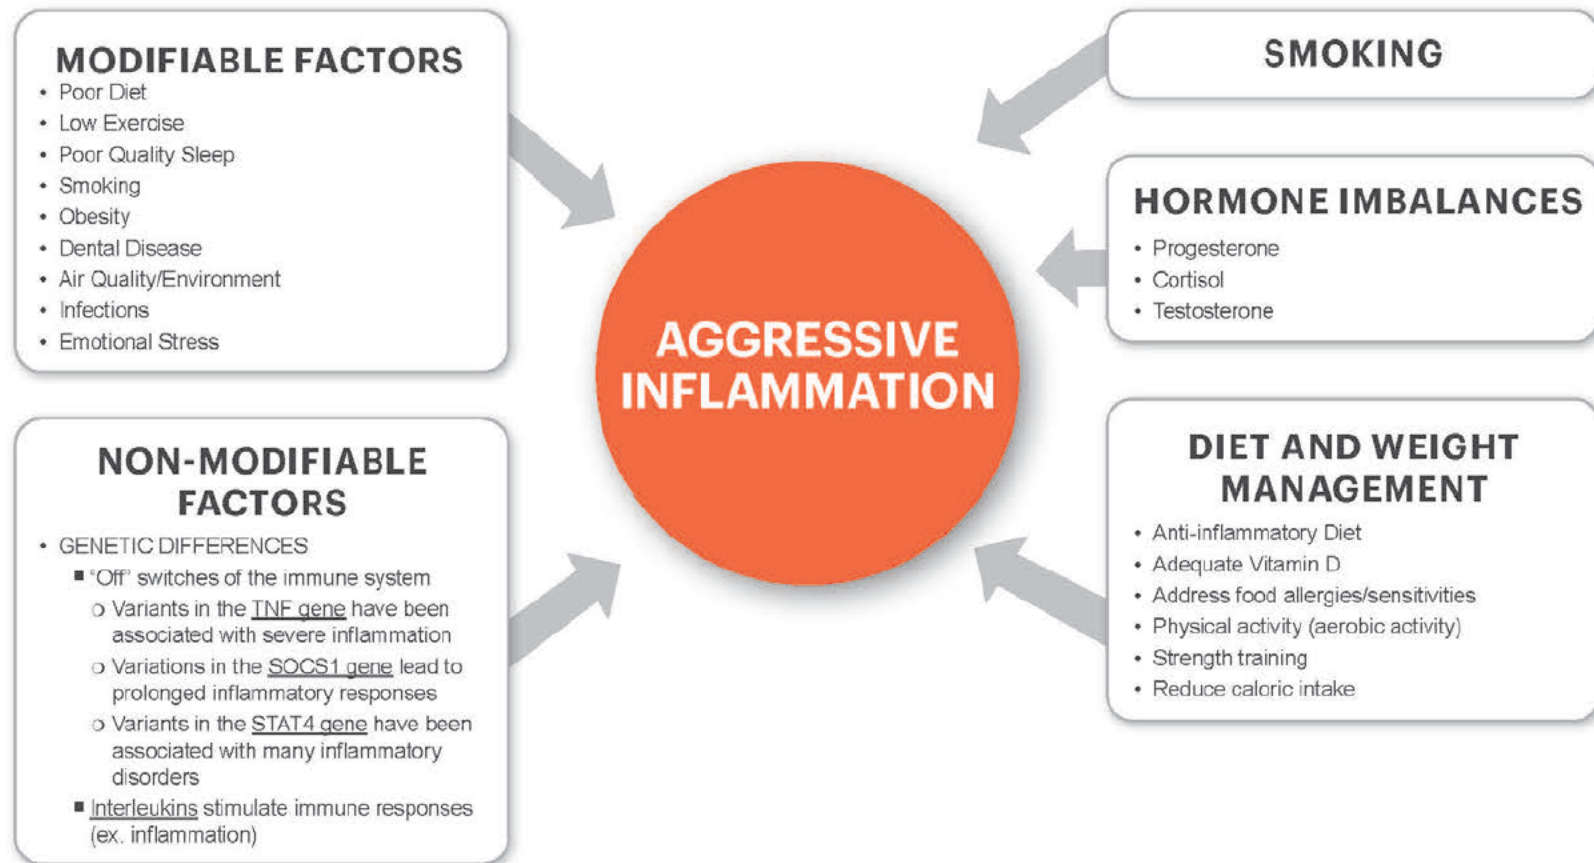 MODIFIABLE FACTORS
• Poor Diet
• Low Exercise
• Poor Quality Sleep
• Smoking
• Obesity
• Dental Disease
• Air Quality/Environment
• Infections
• Emotional Stress
NON-MODIFIABLE
FACTORS
• GENETIC DIFFERENCES
■ "Off" switches of the immune system
○ Variants in the TNF gene have been
associated with severe inflammation
○ Variations in the SOCS1 gene lead to
prolonged inflammatory responses
○ Variants in the STAT4 gene have been
associated with many inflammatory
disorders
■ Interleukins stimulate immune responses
(ex. inflammation)
AGGRESSIVE
INFLAMMATION
SMOKING
HORMONE IMBALANCES
• Progesterone
• Cortisol
• Testosterone
DIET AND WEIGHT
MANAGEMENT
• Anti-inflammatory Diet
• Adequate Vitamin D
• Address food allergies/sensitivities
• Physical activity (aerobic activity)
• Strength training
• Reduce caloric intake